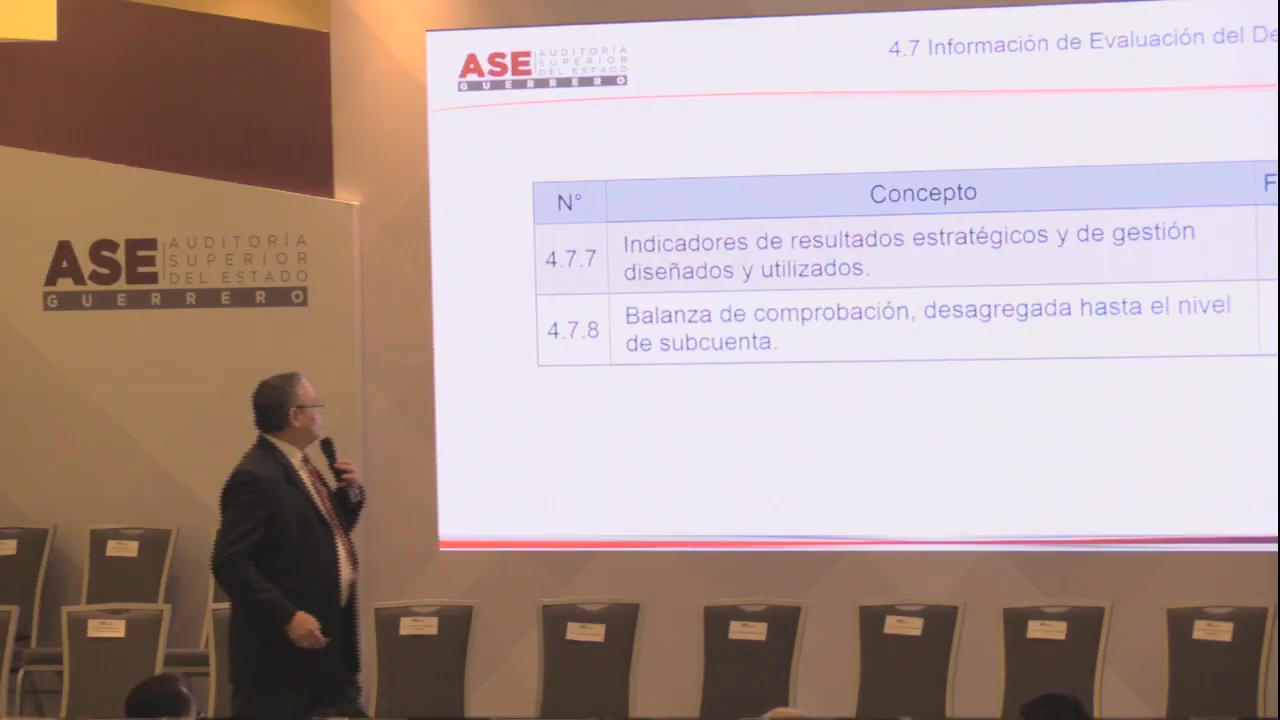 ASE AUDITORÍA
SUPERIOR
DEL ESTADO
GUERRERO
4.7 Información de Evaluación del De
N° Concepto F
4.7.7 Indicadores de resultados estratégicos y de gestión
diseñados y utilizados.
4.7.8 Balanza de comprobación, desagregada hasta el nivel
de subcuenta.
ASE AUDITORÍA
SUPERIOR
DEL ESTADO
GUERRERO